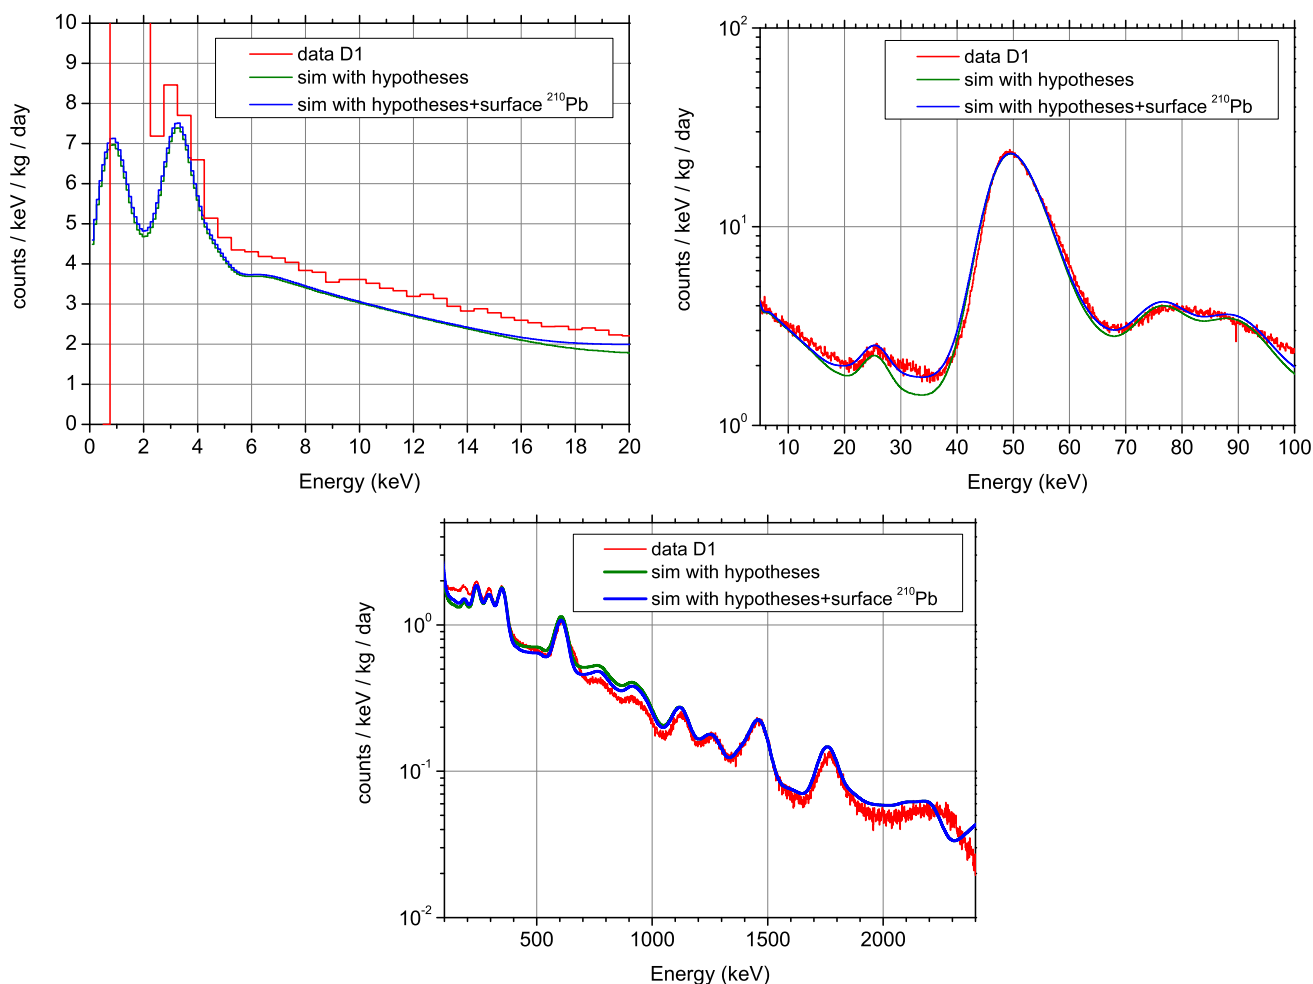 10
9
8
7
6
5
4
3
2
1
0
counts / keV / kg / day
data D1
sim with hypotheses
sim with hypotheses+surface ²¹⁰Pb
0 2 4 6 8 10 12 14 16 18 20
Energy (keV)
10²
10¹
10⁰
counts / keV / kg / day
data D1
sim with hypotheses
sim with hypotheses+surface ²¹⁰Pb
10 20 30 40 50 60 70 80 90 100
Energy (keV)
10⁰
10⁻¹
10⁻²
counts / keV / kg / day
data D1
sim with hypotheses
sim with hypotheses+surface ²¹⁰Pb
500 1000 1500 2000
Energy (keV)